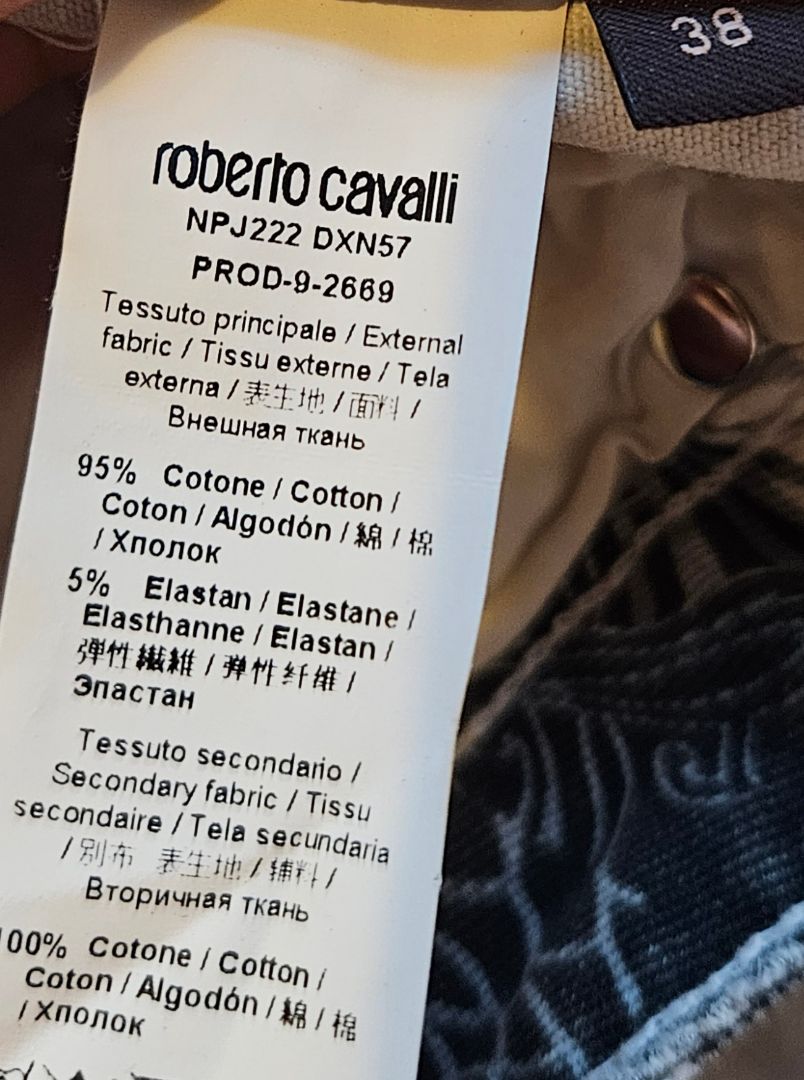 38
roberto cavalli
NPJ222 DXN57
PROD-9-2669
Tessuto principale / External
fabric / Tissu externe / Tela
externa / 表生地 / 面料 /
Внешная ткань
95% Cotone / Cotton /
Coton / Algodón / 綿 / 棉
/ Хполок
5% Elastan / Elastane /
Elasthanne / Elastan /
弾性繊維 / 弹性纤维 /
Эластан
Tessuto secondario /
Secondary fabric / Tissu
secondaire / Tela secundaria
/ 別布 表生地 / 辅料 /
Вторичная ткань
100% Cotone / Cotton /
Coton / Algodón / 綿 / 棉
/ Хполок